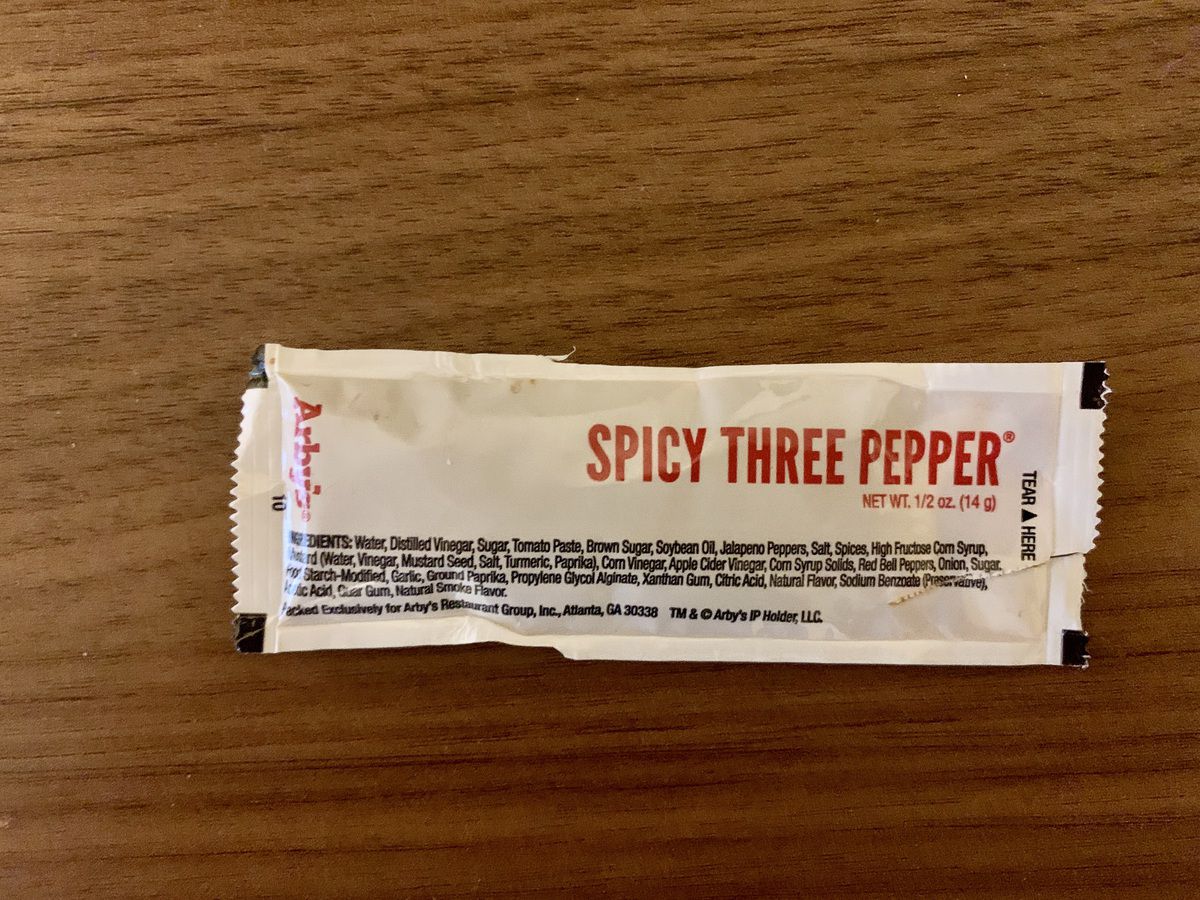 Arby's®
10
SPICY THREE PEPPER®
NET WT. 1/2 oz. (14 g)
TEAR ▲ HERE
INGREDIENTS: Water, Distilled Vinegar, Sugar, Tomato Paste, Brown Sugar, Soybean Oil, Jalapeno Peppers, Salt, Spices, High Fructose Corn Syrup,
Mustard (Water, Vinegar, Mustard Seed, Salt, Turmeric, Paprika), Corn Vinegar, Apple Cider Vinegar, Corn Syrup Solids, Red Bell Peppers, Onion, Sugar,
Starch-Modified, Garlic, Ground Paprika, Propylene Glycol Alginate, Xanthan Gum, Citric Acid, Natural Flavor, Sodium Benzoate (Preservative),
Acid, Guar Gum, Natural Smoke Flavor.
Packed Exclusively for Arby's Restaurant Group, Inc., Atlanta, GA 30338 TM & © Arby's IP Holder, LLC.